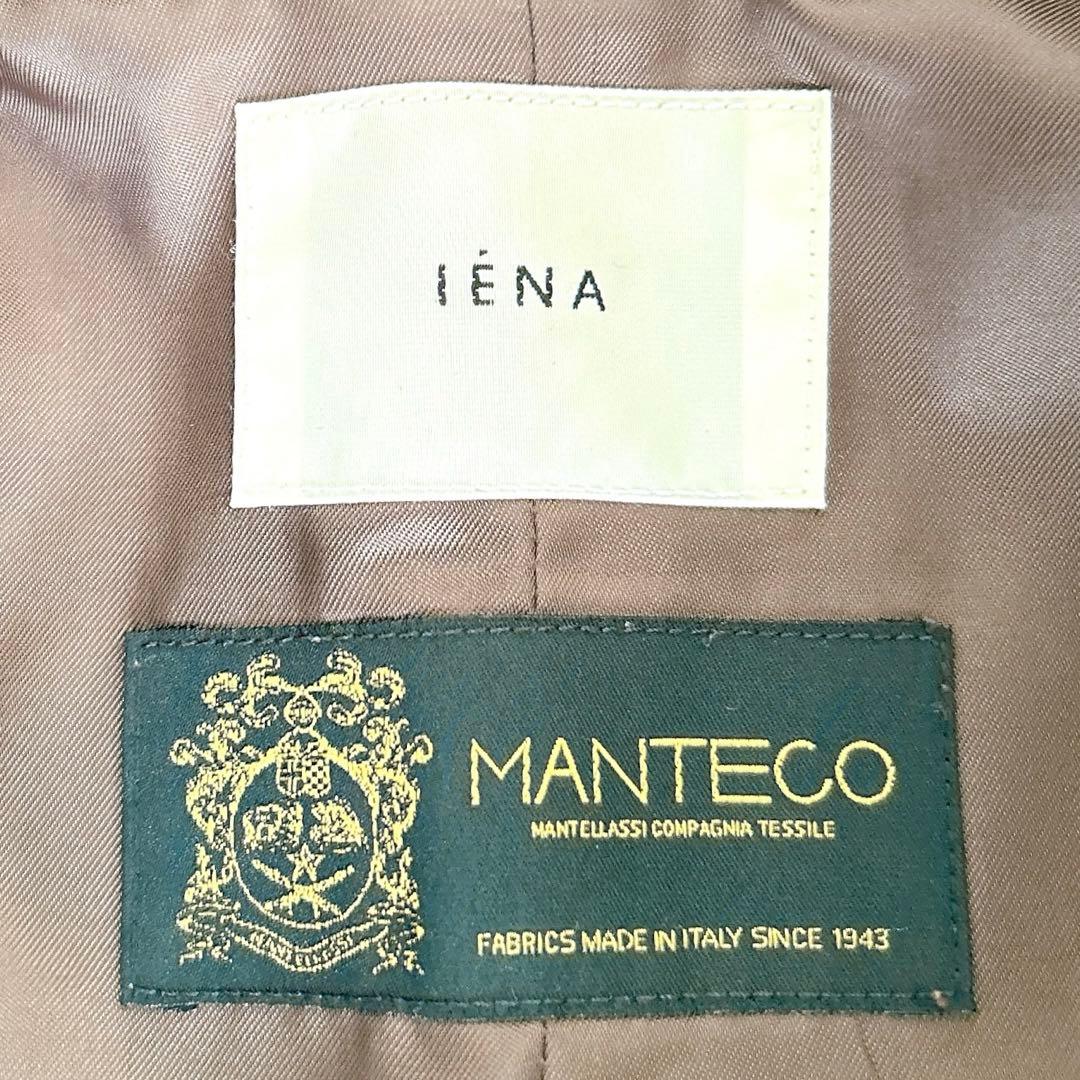 IÉNA
MANTECO
MANTELLASSI COMPAGNIA TESSILE
FABRICS MADE IN ITALY SINCE 1943